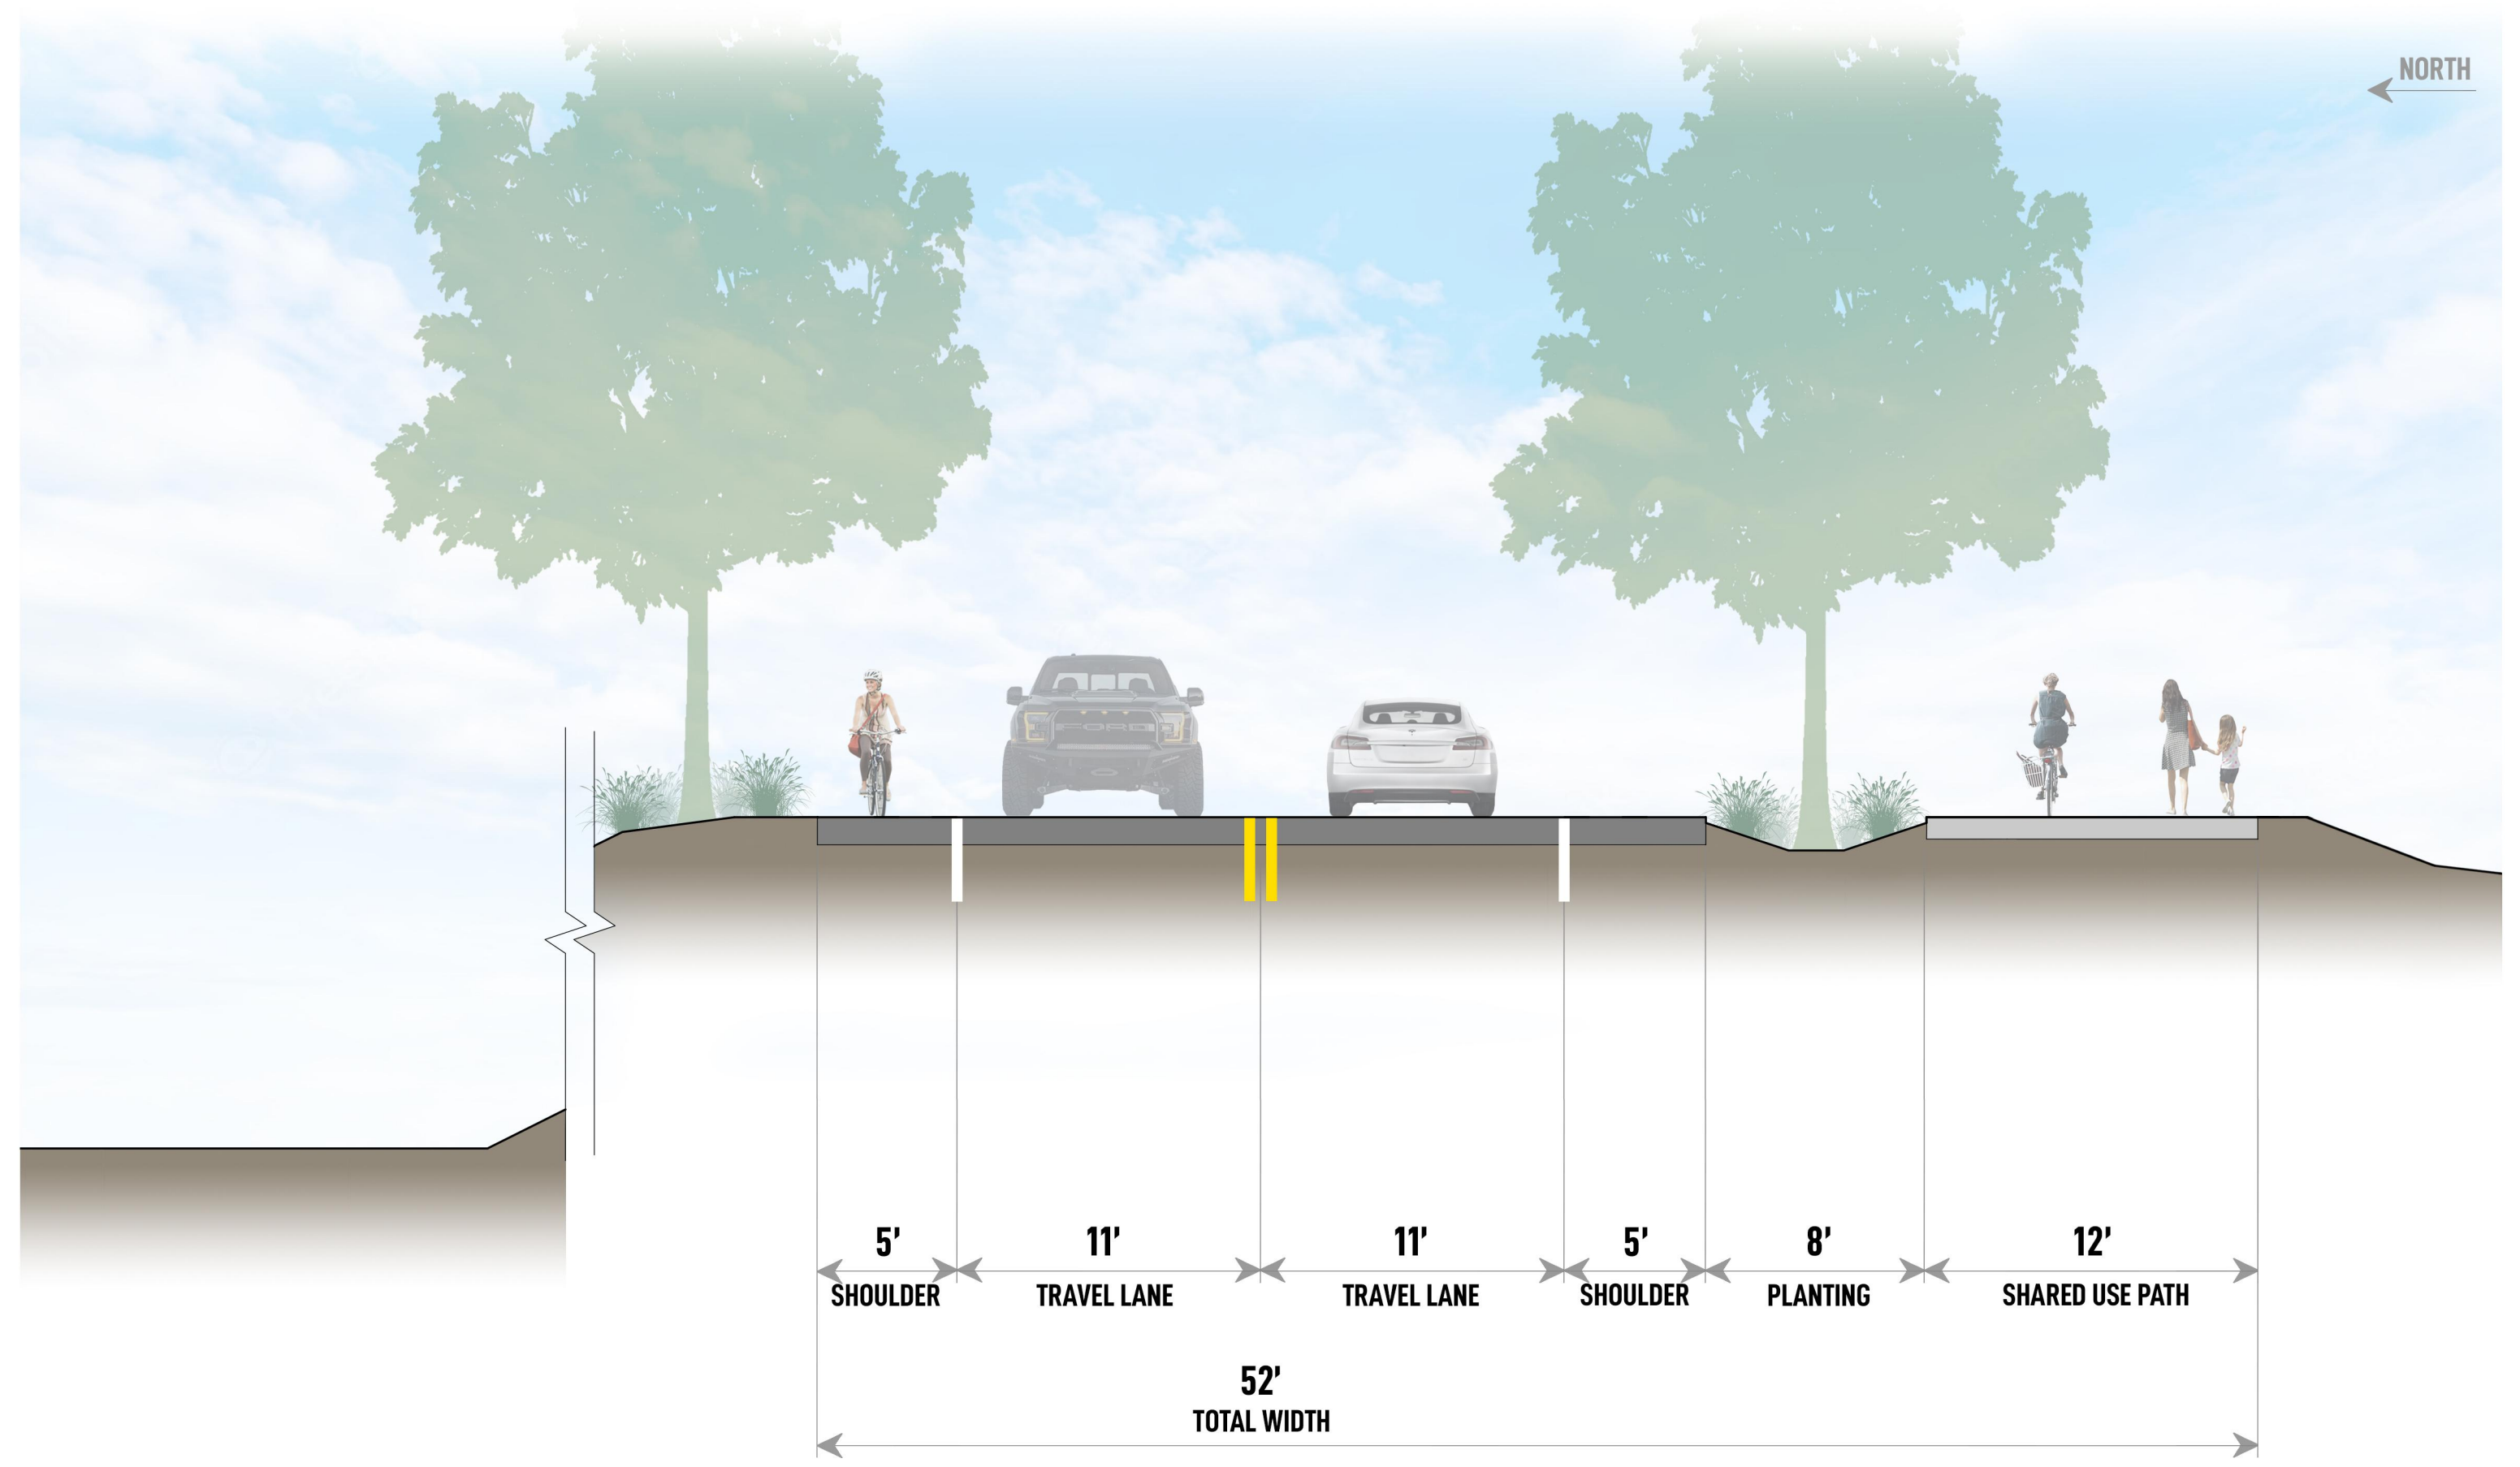 NORTH
FORD
5' 11' 11' 5' 8' 12'
SHOULDER TRAVEL LANE TRAVEL LANE SHOULDER PLANTING SHARED USE PATH
52'
TOTAL WIDTH